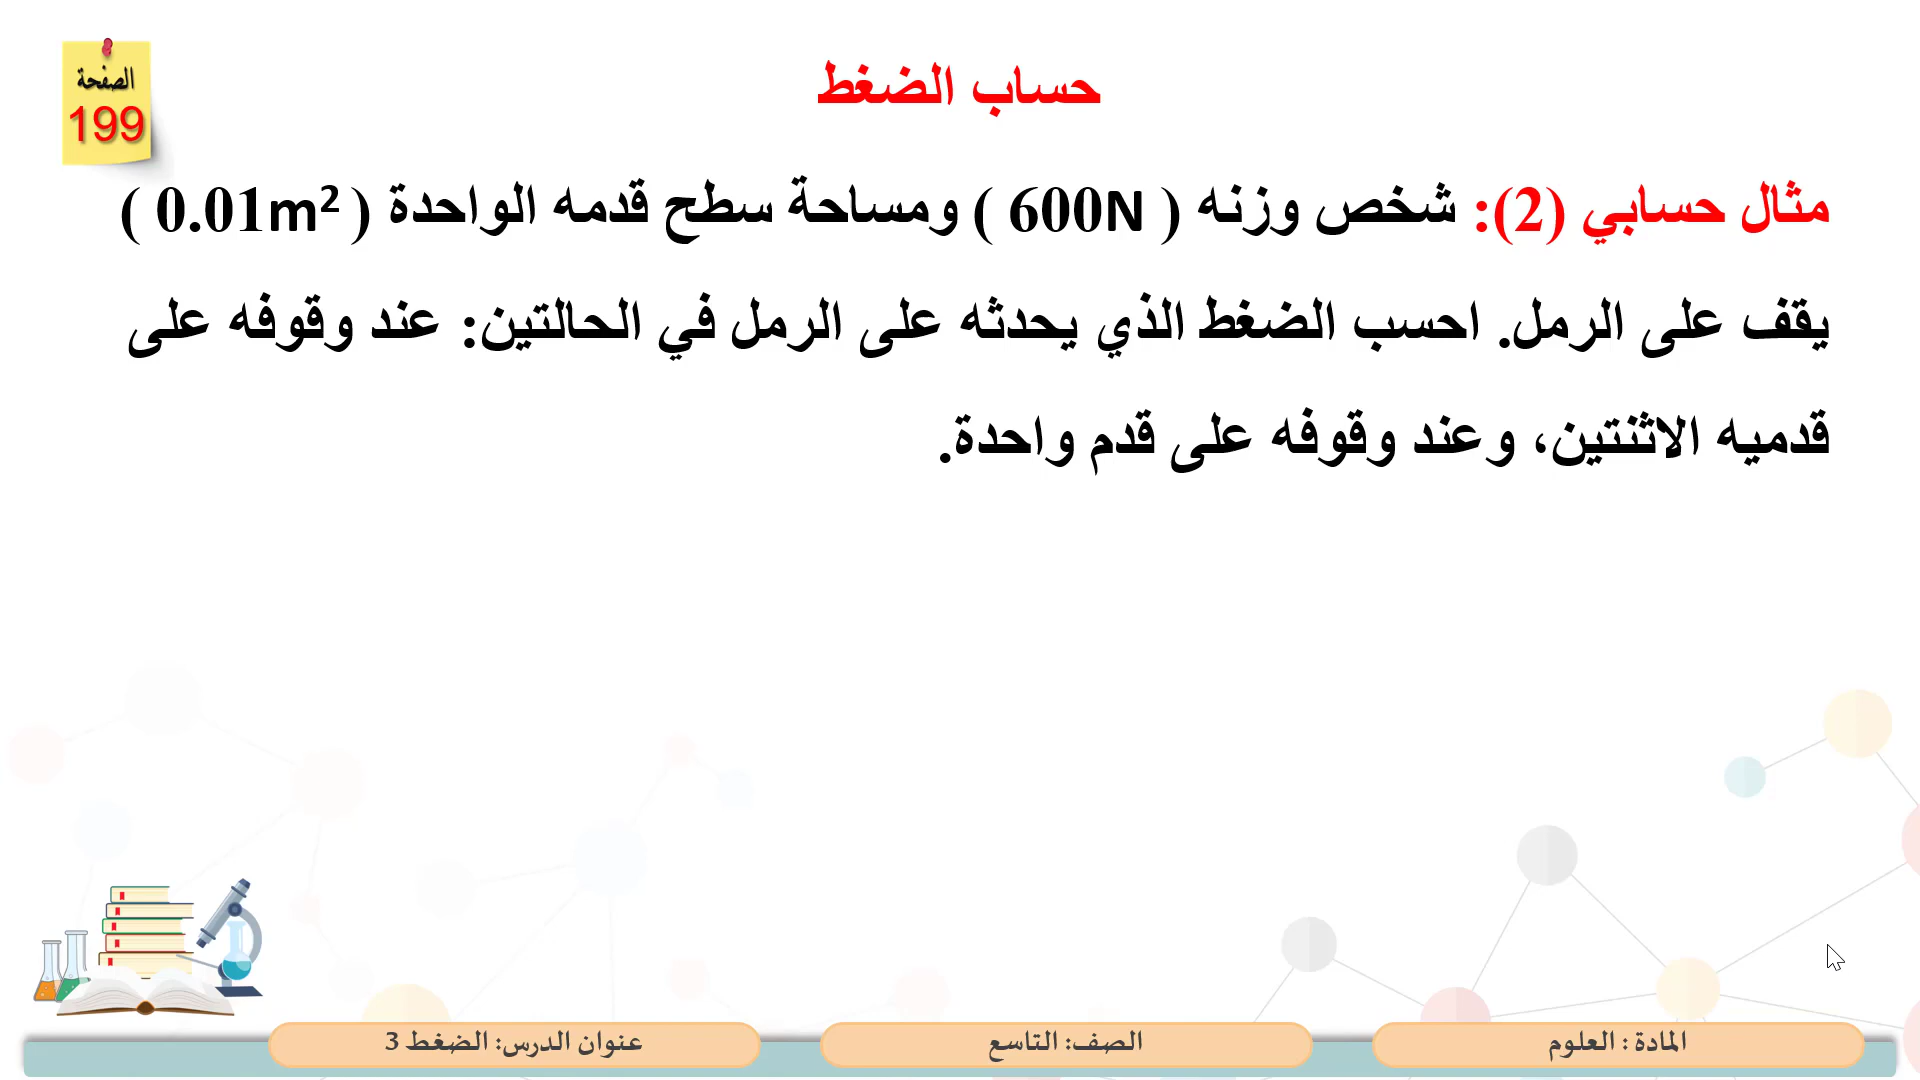 الصفحة
199
حساب الضغط
مثال حسابي (2): شخص وزنه ( 600N ) ومساحة سطح قدمه الواحدة ( 0.01m² )
يقف على الرمل. احسب الضغط الذي يحدثه على الرمل في الحالتين: عند وقوفه على
قدميه الاثنتين، وعند وقوفه على قدم واحدة.
المادة : العلوم
الصف: التاسع
عنوان الدرس: الضغط 3